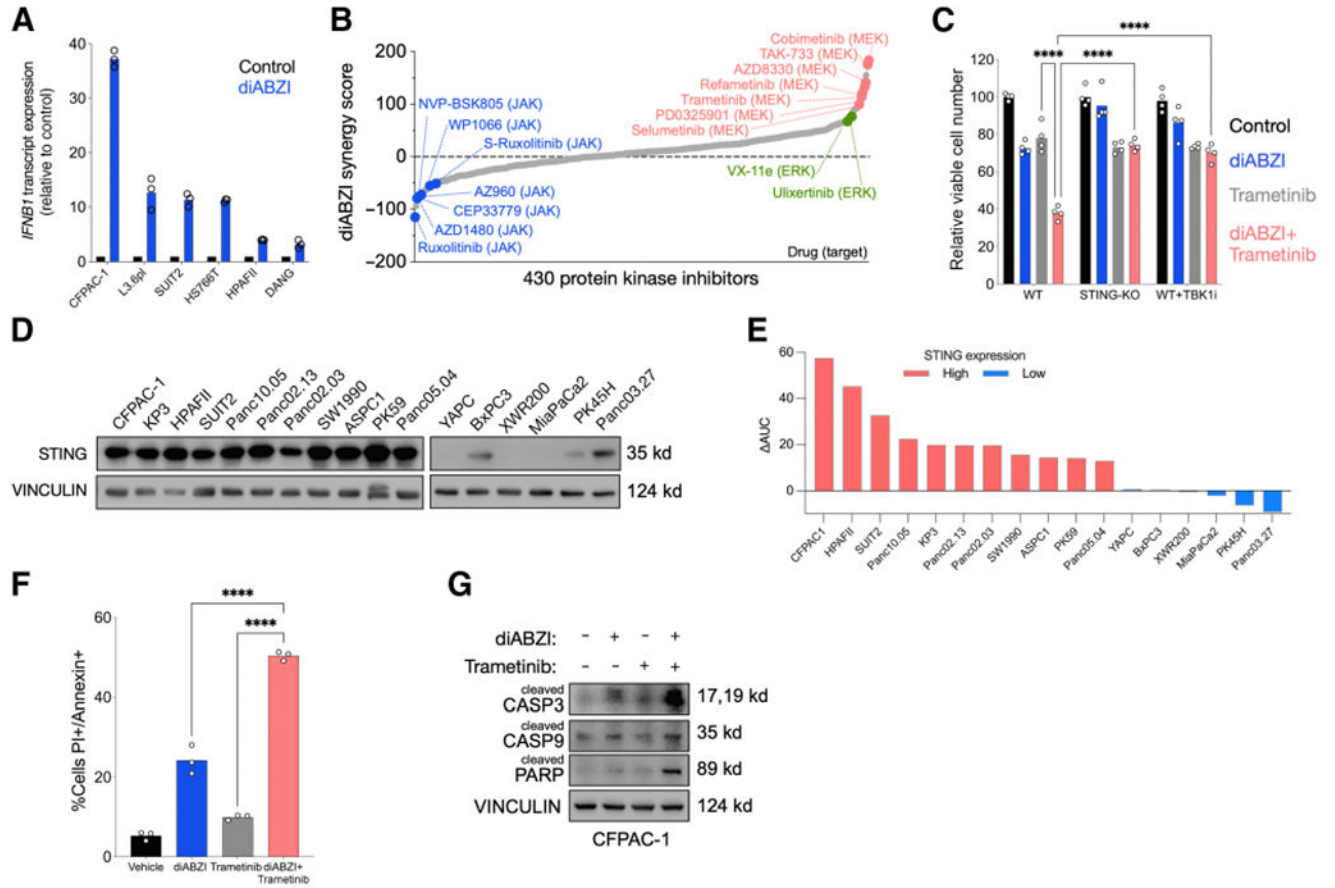 A
IFNB1 transcript expression
(relative to control)
40
30
20
10
0
Control
diABZI
CFPAC-1
L3.6pl
SUIT2
HS766T
HPAFII
DANG
B
diABZI synergy score
200
100
0
−100
−200
NVP-BSK805 (JAK)
WP1066 (JAK)
S-Ruxolitinib (JAK)
AZ960 (JAK)
CEP33779 (JAK)
AZD1480 (JAK)
Ruxolitinib (JAK)
Cobimetinib (MEK)
TAK-733 (MEK)
AZD8330 (MEK)
Refametinib (MEK)
Trametinib (MEK)
PD0325901 (MEK)
Selumetinib (MEK)
VX-11e (ERK)
Ulixertinib (ERK)
Drug (target)
430 protein kinase inhibitors
C
Relative viable cell number
120
100
80
60
40
20
0
****
****
****
WT
STING-KO
WT+TBK1i
Control
diABZI
Trametinib
diABZI+
Trametinib
D
CFPAC-1
KP3
HPAFII
SUIT2
Panc10.05
Panc02.13
Panc02.03
SW1990
ASPC1
PK59
Panc05.04
YAPC
BxPC3
XWR200
MiaPaCa2
PK45H
Panc03.27
STING
35 kd
VINCULIN
124 kd
E
ΔAUC
60
40
20
0
STING expression
High
Low
CFPAC1
HPAFII
SUIT2
Panc10.05
KP3
Panc02.13
Panc02.03
SW1990
ASPC1
PK59
Panc05.04
YAPC
BxPC3
XWR200
MiaPaCa2
PK45H
Panc03.27
F
%Cells PI+/Annexin+
60
40
20
0
****
****
Vehicle
diABZI
Trametinib
diABZI+
Trametinib
G
diABZI: - + - +
Trametinib: - - + +
cleaved
CASP3
17,19 kd
cleaved
CASP9
35 kd
cleaved
PARP
89 kd
VINCULIN
124 kd
CFPAC-1